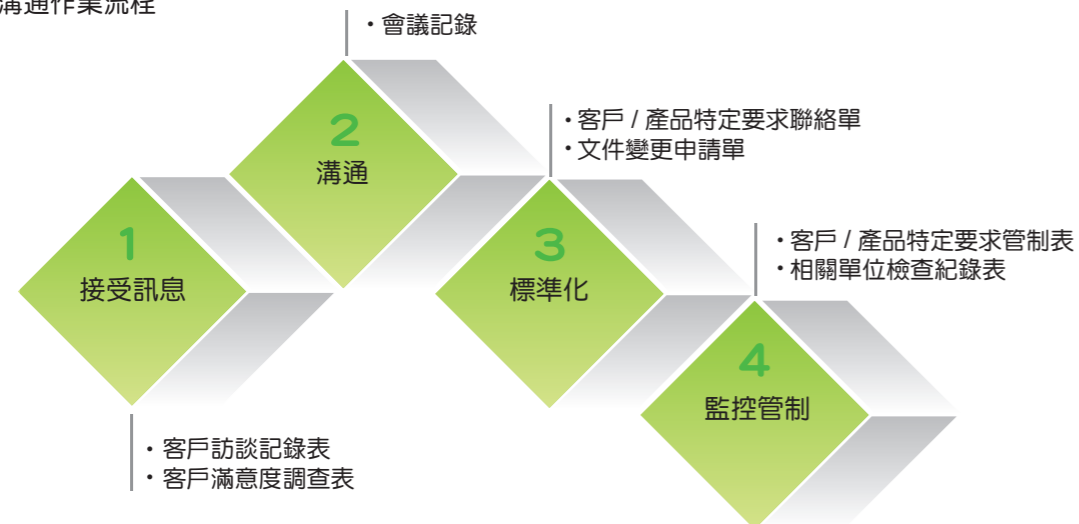 溝通作業流程
・會議記錄
2
溝通
・客戶 / 產品特定要求聯絡單
・文件變更申請單
1
接受訊息
3
標準化
・客戶 / 產品特定要求管制表
・相關單位檢查紀錄表
4
監控管制
・客戶訪談記錄表
・客戶滿意度調查表